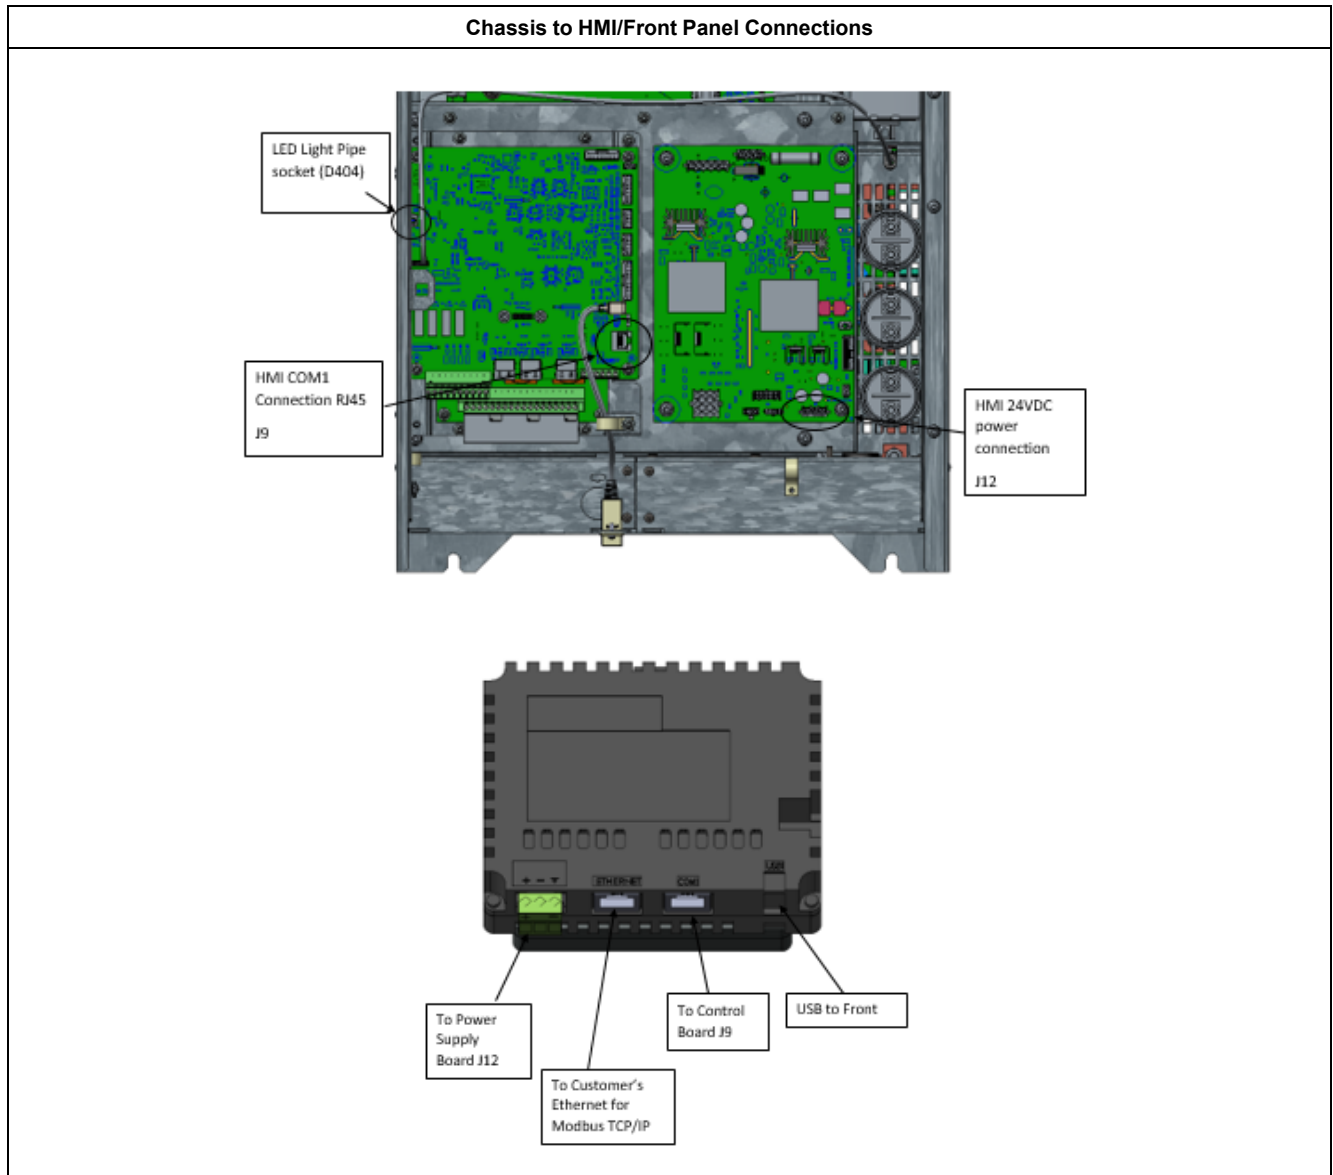 Chassis to HMI/Front Panel Connections
LED Light Pipe
socket (D404)
HMI COM1
Connection RJ45
J9
HMI 24VDC
power
connection
J12
+ −
ETHERNET
COM1
USB
To Power
Supply
Board J12
To Customer's
Ethernet for
Modbus TCP/IP
To Control
Board J9
USB to Front